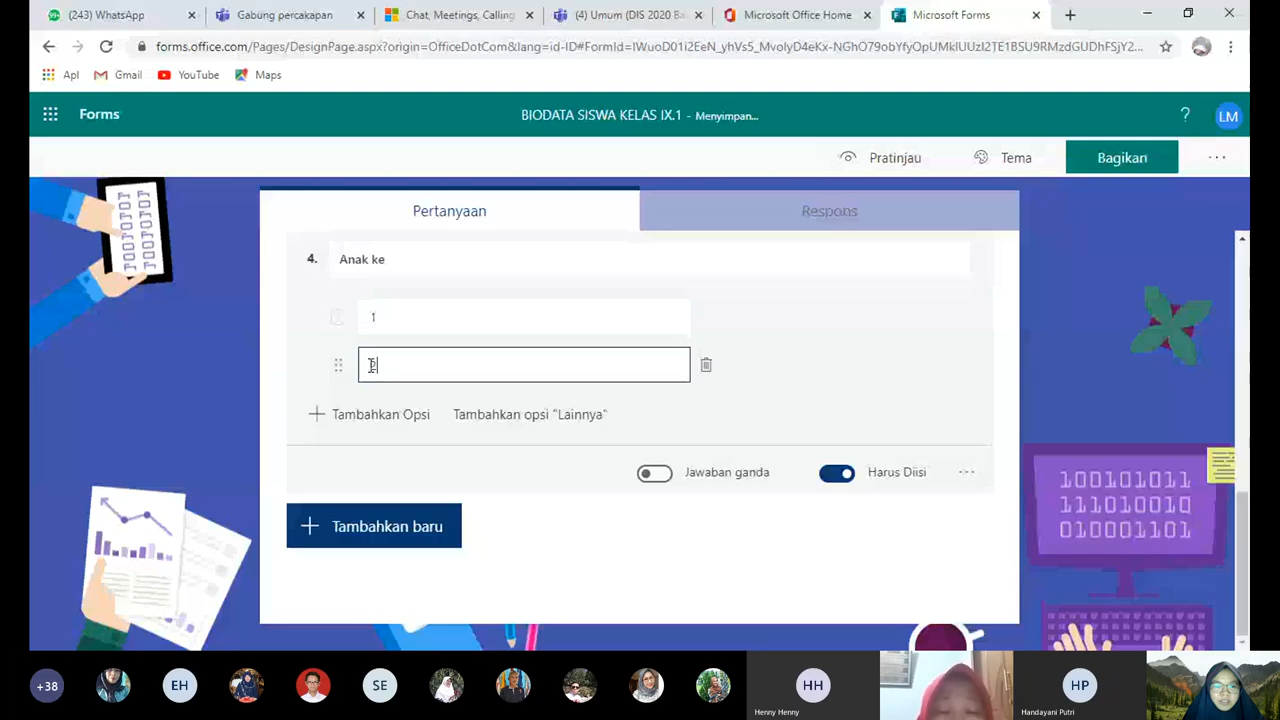 (243) WhatsApp
Gabung percakapan
Chat, Meetings, Calling
(4) Umum (DIS 2020 Ba
Microsoft Office Home
Microsoft Forms
forms.office.com/Pages/DesignPage.aspx?origin=OfficeDotCom&lang=id-ID#FormId=
Apl
Gmail
YouTube
Maps
Forms
BIODATA SISWA KELAS IX.1 - Menyimpan...
?
LM
Pratinjau
Tema
Bagikan
...
Pertanyaan
Respons
4. Anak ke
1
+ Tambahkan Opsi
Tambahkan opsi "Lainnya"
Jawaban ganda
Harus Diisi
...
+ Tambahkan baru
100101011
111010010
010001101
+38
EH
SE
HH
HP
Henny Henny
Handayani Putri